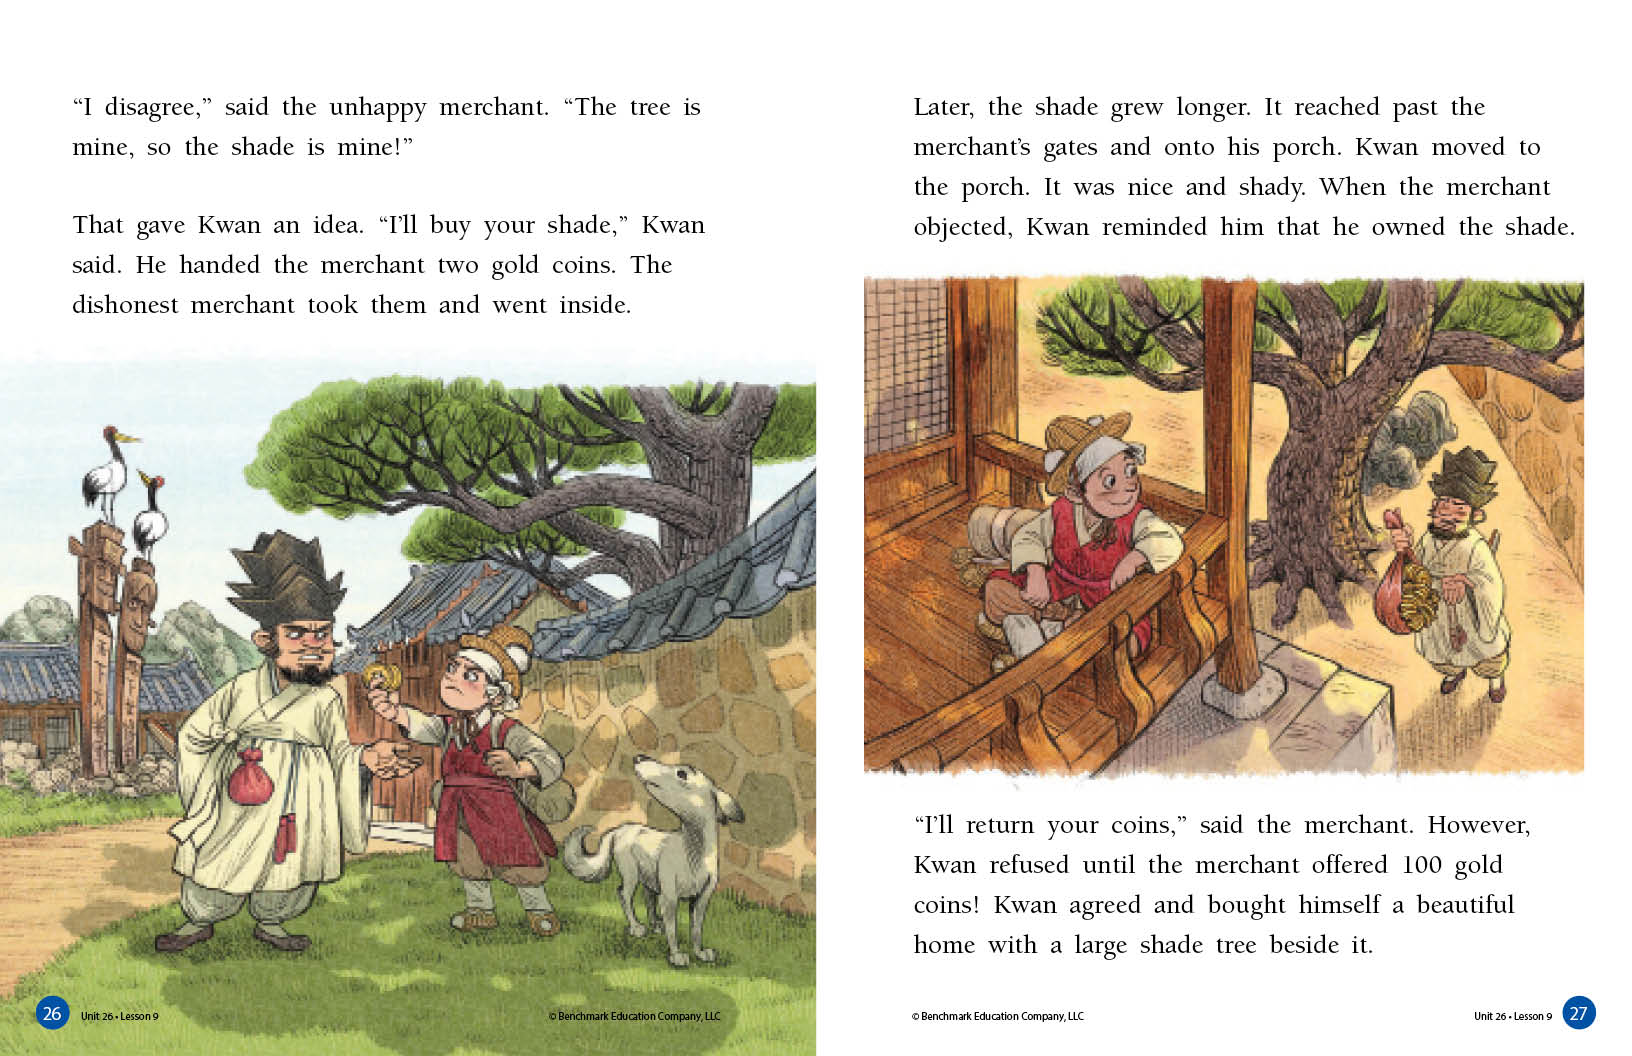 “I disagree,” said the unhappy merchant. “The tree is
mine, so the shade is mine!”
That gave Kwan an idea. “I’ll buy your shade,” Kwan
said. He handed the merchant two gold coins. The
dishonest merchant took them and went inside.
26
Unit 26 • Lesson 9
© Benchmark Education Company, LLC
Later, the shade grew longer. It reached past the
merchant’s gates and onto his porch. Kwan moved to
the porch. It was nice and shady. When the merchant
objected, Kwan reminded him that he owned the shade.
“I’ll return your coins,” said the merchant. However,
Kwan refused until the merchant offered 100 gold
coins! Kwan agreed and bought himself a beautiful
home with a large shade tree beside it.
© Benchmark Education Company, LLC
Unit 26 • Lesson 9
27